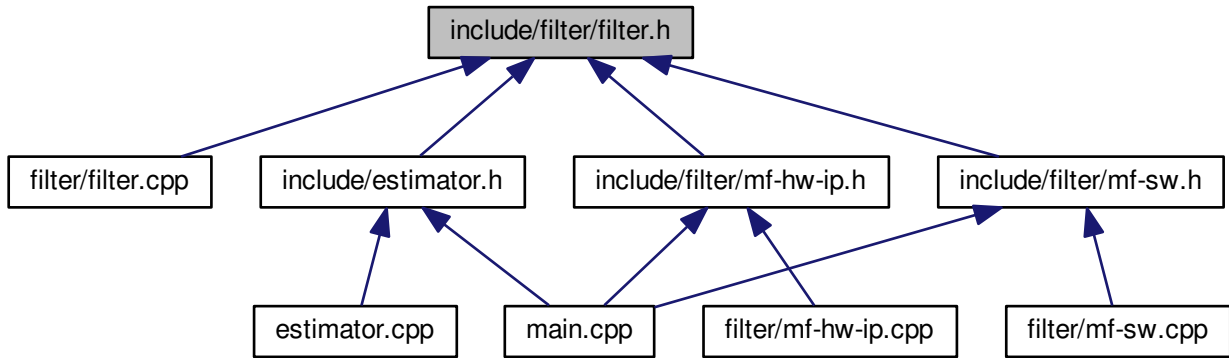 include/filter/filter.h
filter/filter.cpp
include/estimator.h
include/filter/mf-hw-ip.h
include/filter/mf-sw.h
estimator.cpp
main.cpp
filter/mf-hw-ip.cpp
filter/mf-sw.cpp